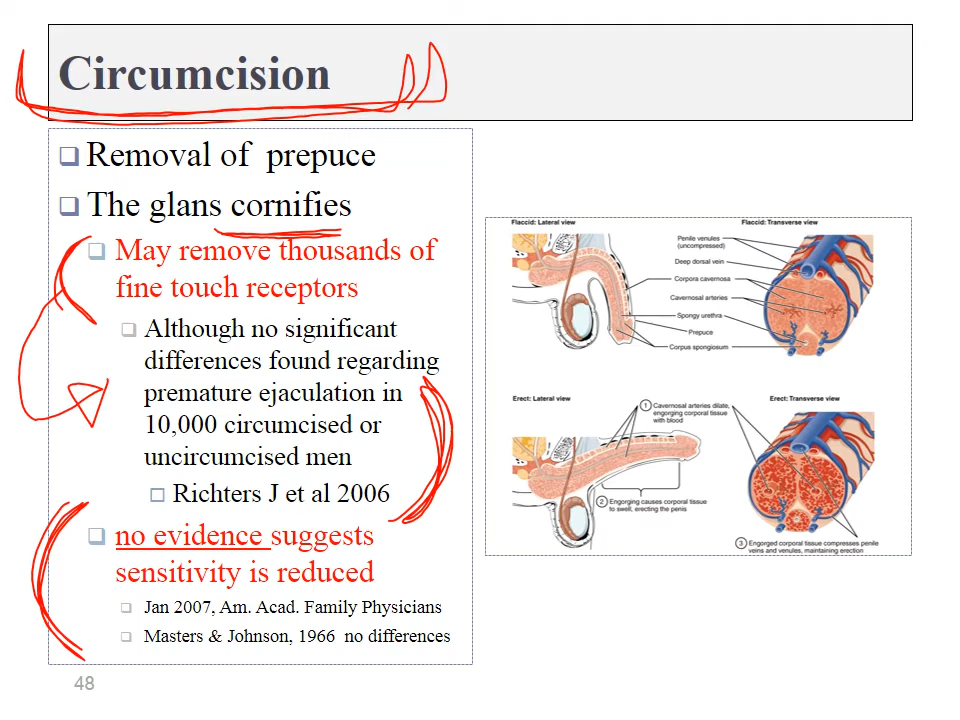 Circumcision
Removal of prepuce
The glans cornifies
May remove thousands of
fine touch receptors
Although no significant
differences found regarding
premature ejaculation in
10,000 circumcised or
uncircumcised men
Richters J et al 2006
no evidence suggests
sensitivity is reduced
Jan 2007, Am. Acad. Family Physicians
Masters & Johnson, 1966 no differences
48
Flaccid: Lateral view
Flaccid: Transverse view
Penile venules
(uncompressed)
Deep dorsal vein
Corpora cavernosa
Cavernosal arteries
Spongy urethra
Prepuce
Corpus spongiosum
Erect: Lateral view
Erect: Transverse view
1 Cavernosal arteries dilate,
engorging corporal tissue
with blood
2 Engorging causes corporal tissue
to swell, erecting the penis
3 Engorged corporal tissue compresses penile
veins and venules, maintaining erection